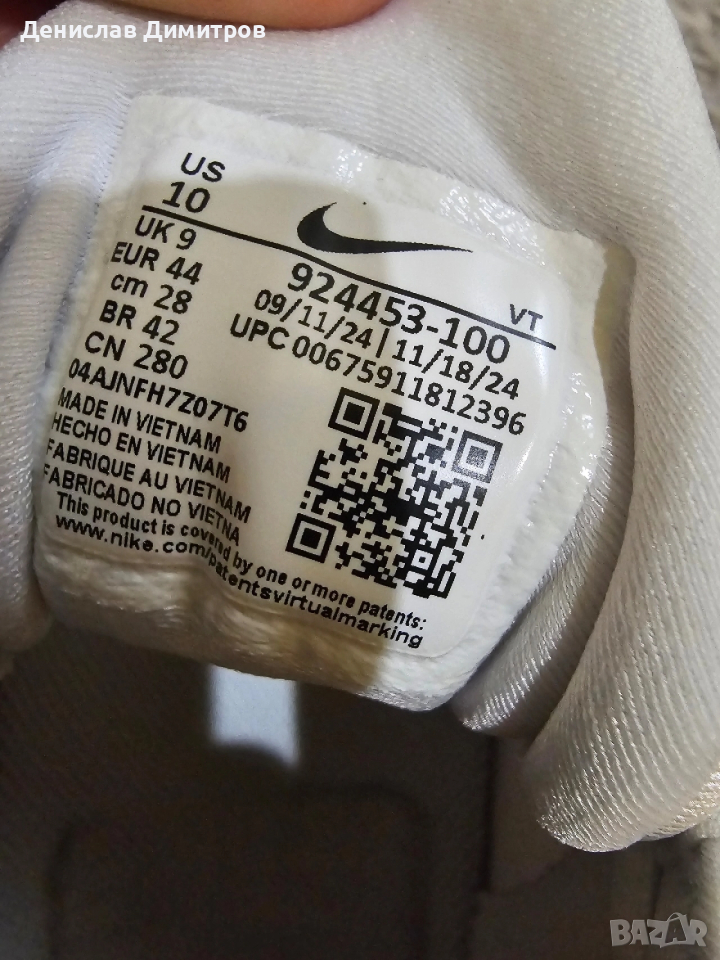 Денислав Димитров
US
10
UK 9
EUR 44
cm 28
BR 42
CN 280
04AJNFH7Z07T6
MADE IN VIETNAM
HECHO EN VIETNAM
FABRIQUE AU VIETNAM
FABRICADO NO VIETNA
This product is covered by one or more patents:
www.nike.com/patentsvirtualmarking
VT
924453-100
09/11/24 | 11/18/24
UPC 00675911812396
BAZAR